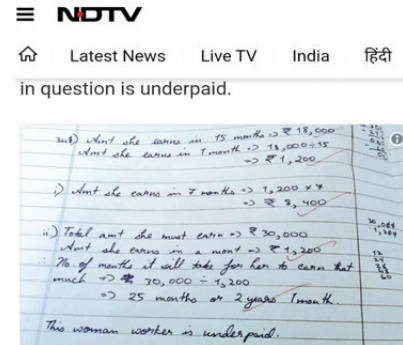 NDTV
Latest News Live TV India हिंदी
in question is underpaid.
Amt she earns in 15 months => ₹ 18,000
Amt she earns in 1 month => 18,000÷15
=> ₹ 1,200
i) Amt she earns in 7 months => 1,200 x 7
=> ₹ 8,400
ii) Total amt she must earn => ₹ 30,000
Amt she earns in a mont => ₹ 1,200
∴ No. of months it will take for her to earn that
much => 30,000 ÷ 1,200
=> 25 months or 2 years 1 month.
This woman worker is underpaid.